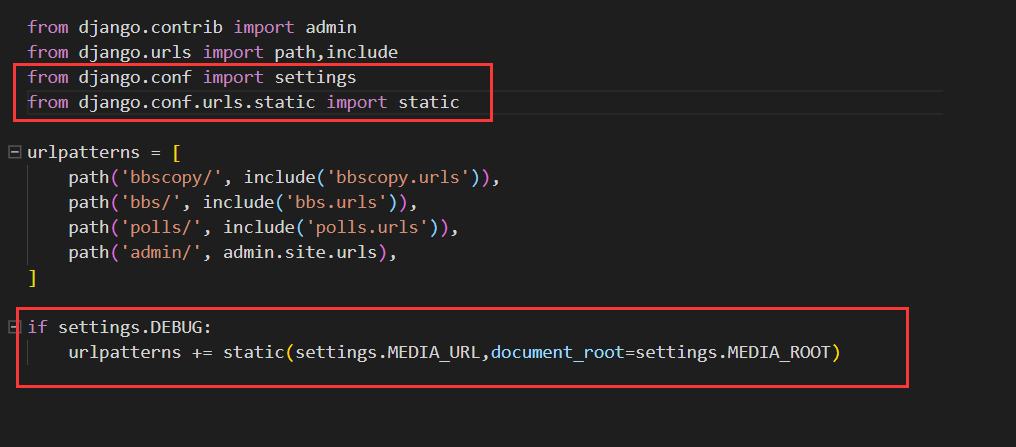 from django.contrib import admin
from django.urls import path,include
from django.conf import settings
from django.conf.urls.static import static
urlpatterns = [
    path('bbscopy/', include('bbscopy.urls')),
    path('bbs/', include('bbs.urls')),
    path('polls/', include('polls.urls')),
    path('admin/', admin.site.urls),
]
if settings.DEBUG:
    urlpatterns += static(settings.MEDIA_URL,document_root=settings.MEDIA_ROOT)